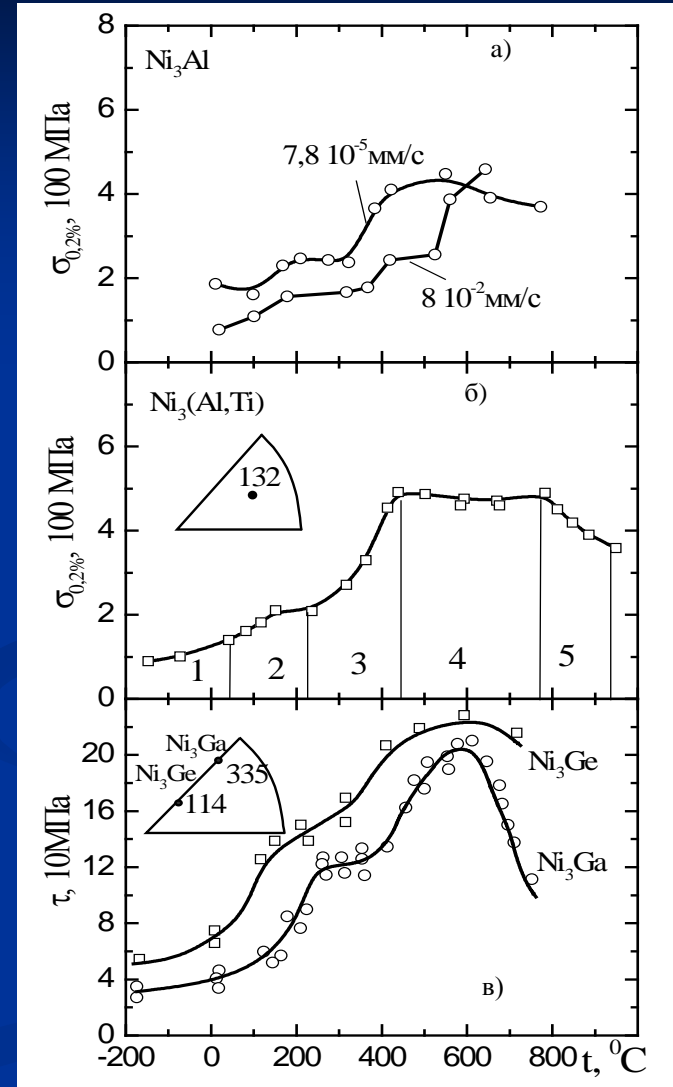 8
Ni₃Al
а)
6
7,8 10⁻⁵мм/с
4
2
8 10⁻²мм/с
0
σ₀,₂%, 100 МПа
Ni₃(Al,Ti)
б)
6
132
4
2
1 2 3 4 5
0
σ₀,₂%, 100 МПа
20
Ni₃Ga
Ni₃Ge
335
114
Ni₃Ge
16
12
Ni₃Ga
8
4
в)
0
τ, 10МПа
-200 0 200 400 600 800 t, ⁰C